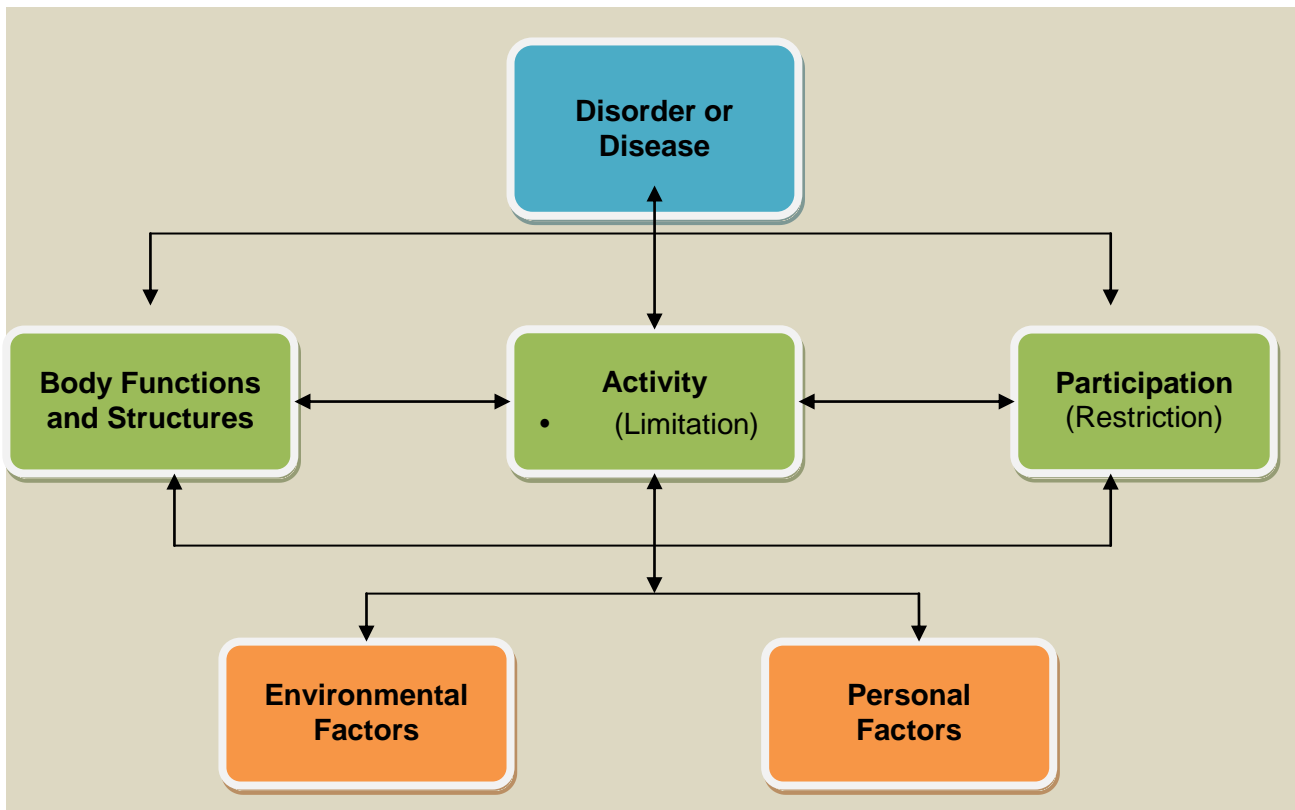 Disorder or
Disease
Body Functions
and Structures
Activity
• (Limitation)
Participation
(Restriction)
Environmental
Factors
Personal
Factors